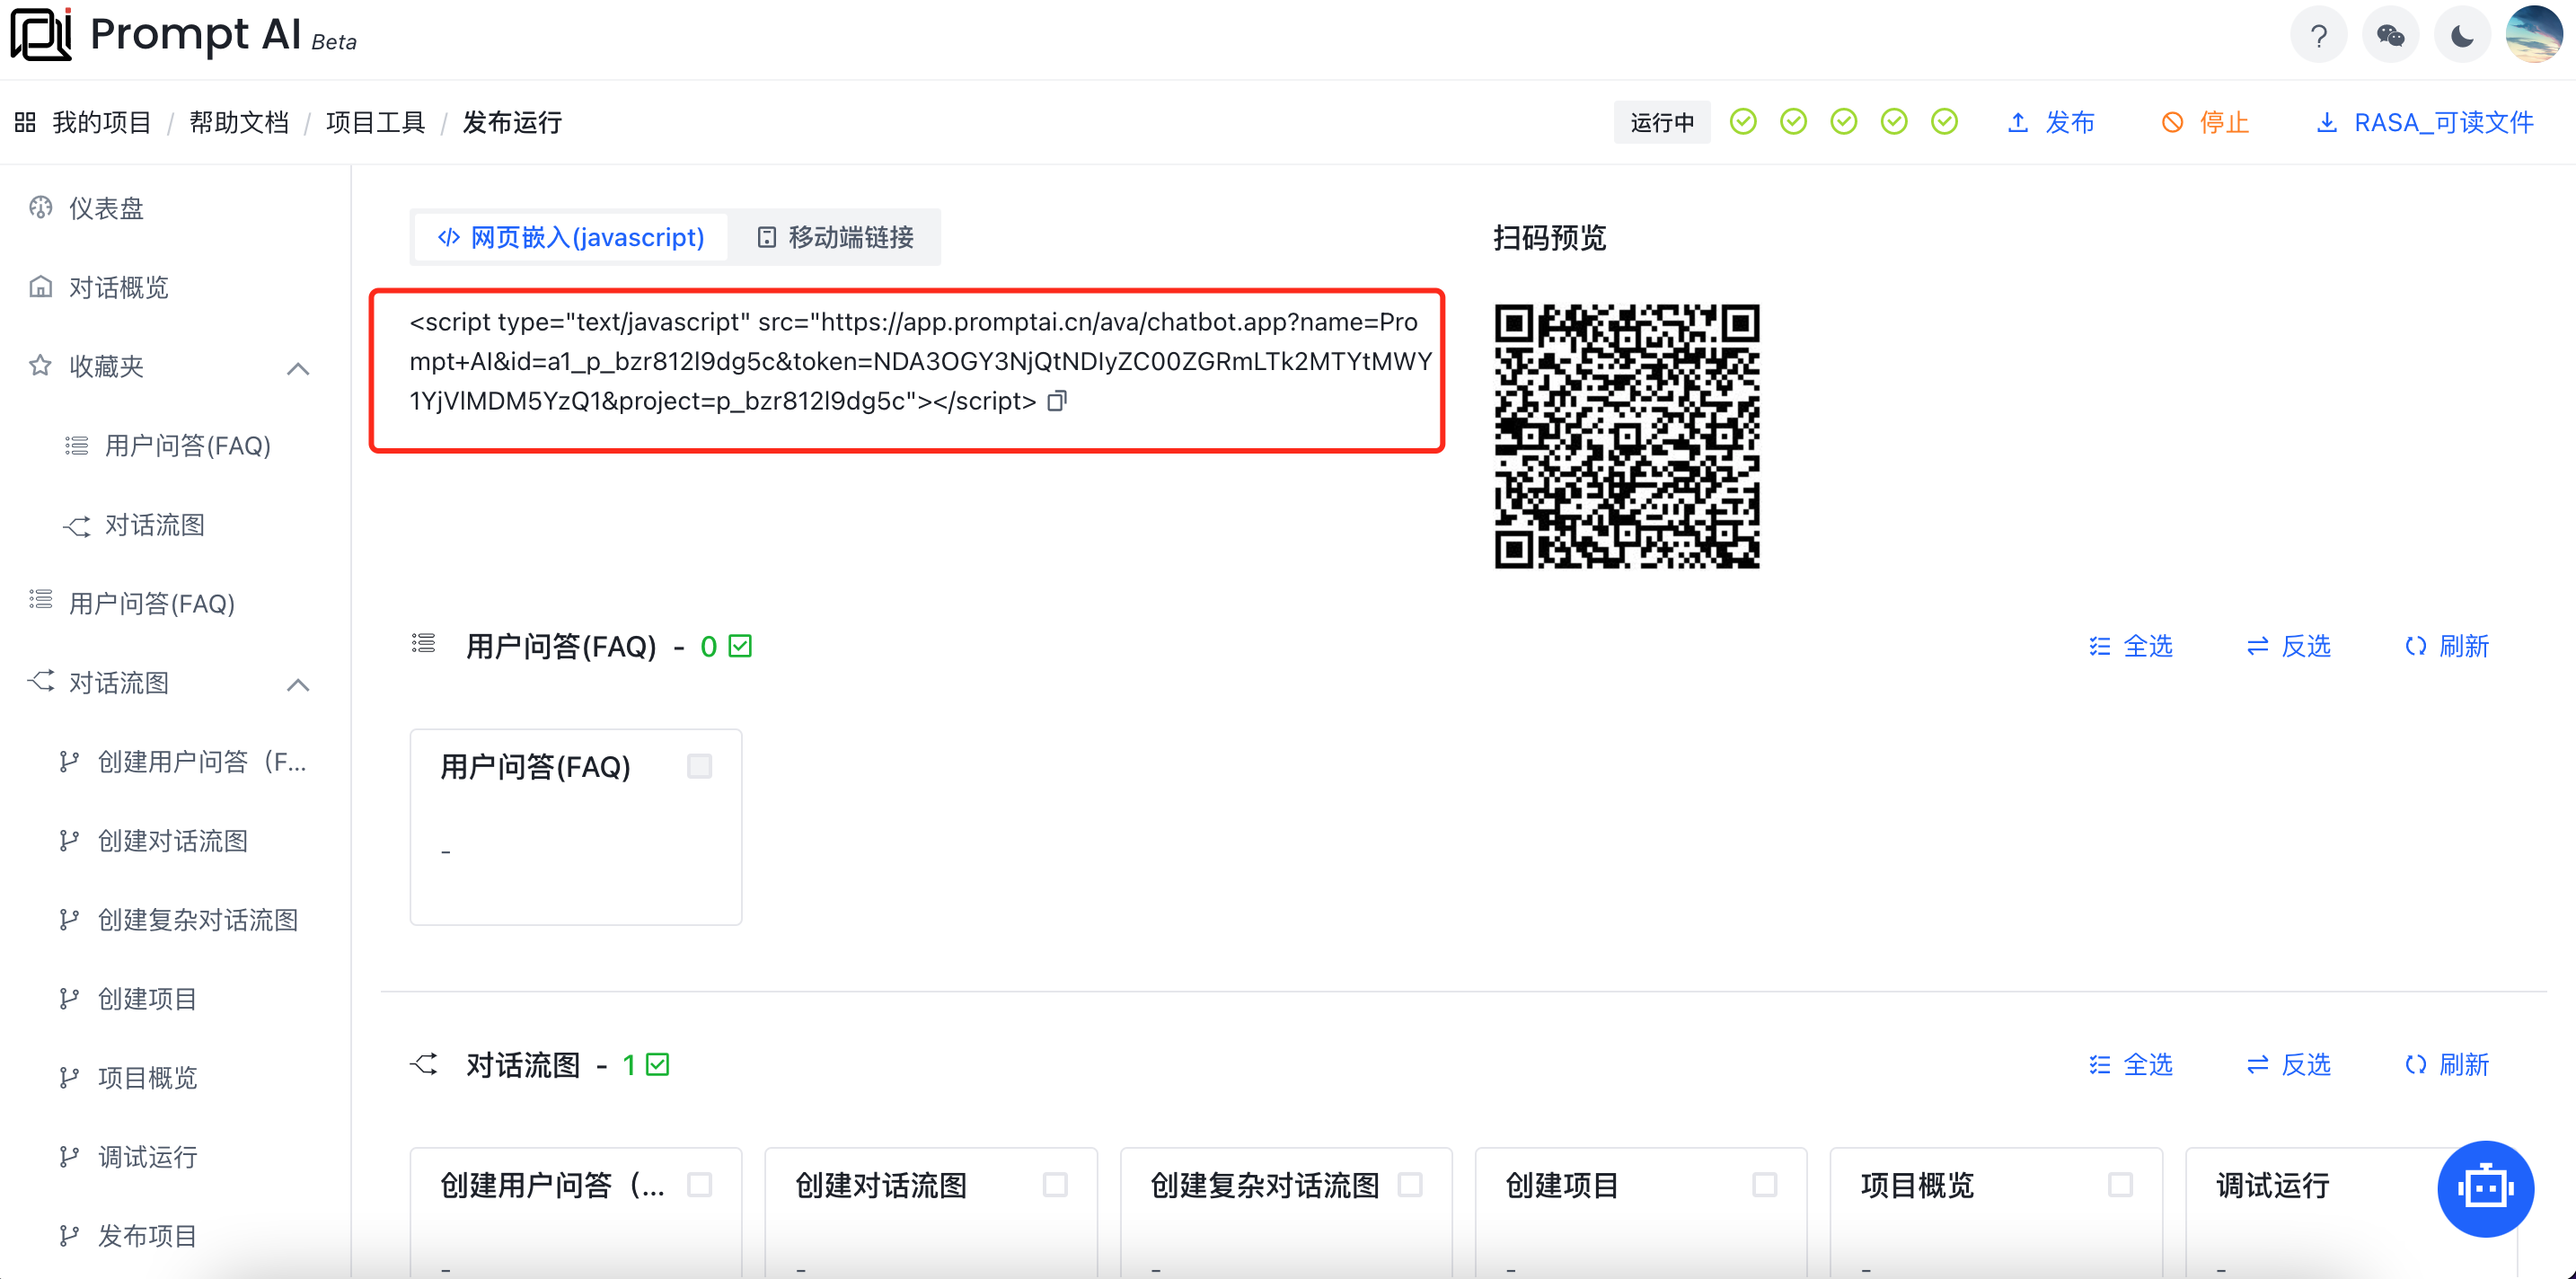 Prompt AI Beta
我的项目 / 帮助文档 / 项目工具 / 发布运行
运行中
发布
停止
RASA_可读文件
仪表盘
对话概览
收藏夹
用户问答(FAQ)
对话流图
用户问答(FAQ)
对话流图
创建用户问答（F...
创建对话流图
创建复杂对话流图
创建项目
项目概览
调试运行
发布项目
</> 网页嵌入(javascript)
移动端链接
<script type="text/javascript" src="https://app.promptai.cn/ava/chatbot.app?name=Pro
mpt+AI&id=a1_p_bzr812l9dg5c&token=NDA3OGY3NjQtNDIyZC00ZGRmLTk2MTYtMWY
1YjVlMDM5YzQ1&project=p_bzr812l9dg5c"></script>
扫码预览
用户问答(FAQ) - 0
全选
反选
刷新
用户问答(FAQ)
-
对话流图 - 1
全选
反选
刷新
创建用户问答（...
-
创建对话流图
-
创建复杂对话流图
-
创建项目
-
项目概览
-
调试运行
-